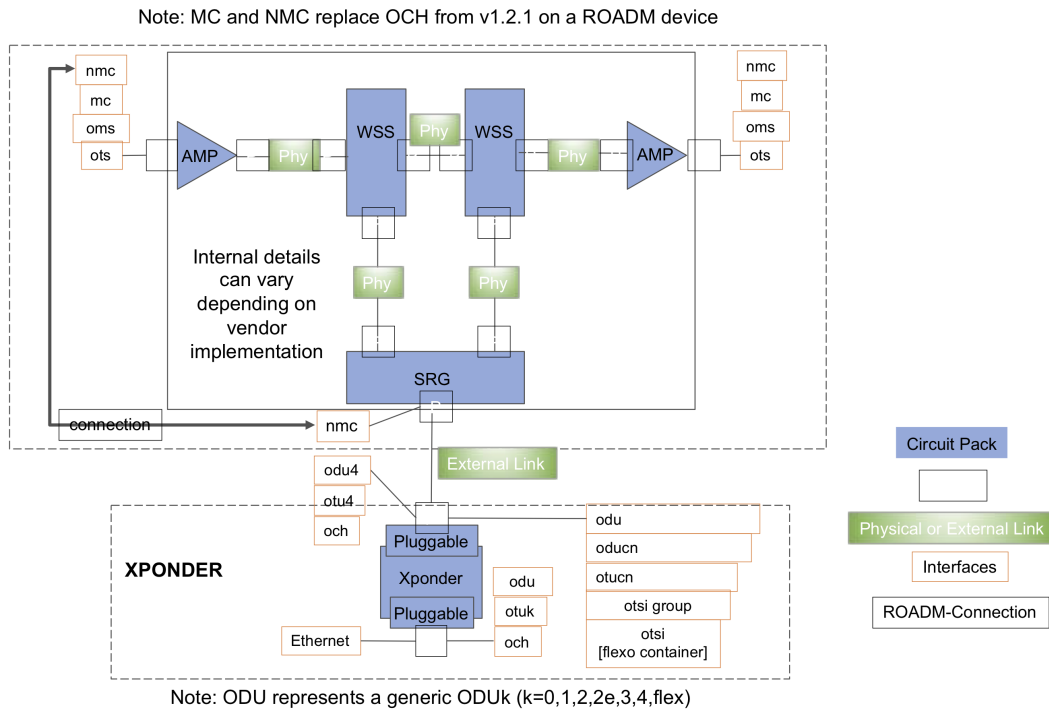 Note: MC and NMC replace OCH from v1.2.1 on a ROADM device
nmc
mc
oms
ots
AMP
Phy
WSS
Phy
WSS
Phy
AMP
nmc
mc
oms
ots
Internal details
can vary
depending on
vendor
implementation
Phy
Phy
SRG
connection
nmc
External Link
odu4
otu4
och
XPONDER
Pluggable
Xponder
Pluggable
Ethernet
odu
otuk
och
odu
oducn
otucn
otsi group
otsi
[flexo container]
Circuit Pack
Physical or External Link
Interfaces
ROADM-Connection
Note: ODU represents a generic ODUk (k=0,1,2,2e,3,4,flex)